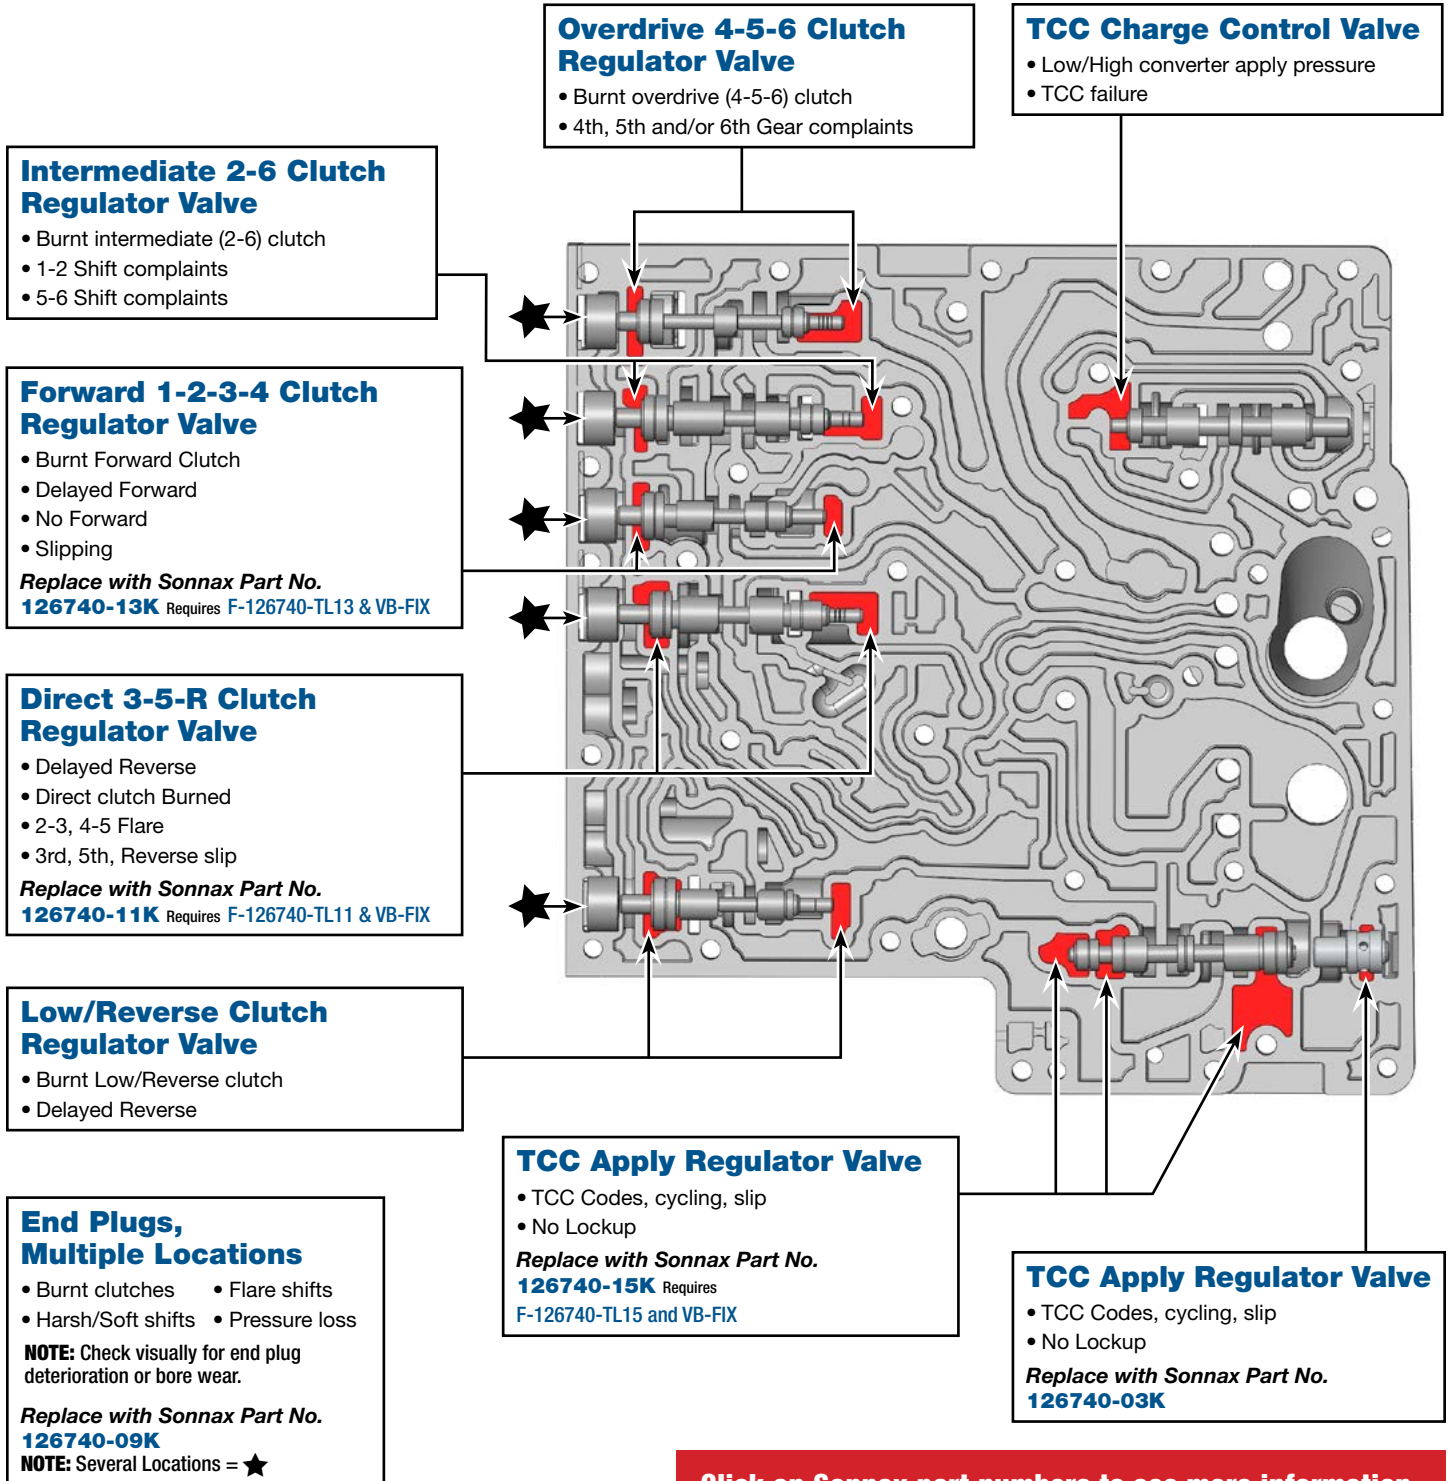 Overdrive 4-5-6 Clutch
Regulator Valve
• Burnt overdrive (4-5-6) clutch
• 4th, 5th and/or 6th Gear complaints
TCC Charge Control Valve
• Low/High converter apply pressure
• TCC failure
Intermediate 2-6 Clutch
Regulator Valve
• Burnt intermediate (2-6) clutch
• 1-2 Shift complaints
• 5-6 Shift complaints
Forward 1-2-3-4 Clutch
Regulator Valve
• Burnt Forward Clutch
• Delayed Forward
• No Forward
• Slipping
Replace with Sonnax Part No.
126740-13K Requires F-126740-TL13 & VB-FIX
Direct 3-5-R Clutch
Regulator Valve
• Delayed Reverse
• Direct clutch Burned
• 2-3, 4-5 Flare
• 3rd, 5th, Reverse slip
Replace with Sonnax Part No.
126740-11K Requires F-126740-TL11 & VB-FIX
Low/Reverse Clutch
Regulator Valve
• Burnt Low/Reverse clutch
• Delayed Reverse
TCC Apply Regulator Valve
• TCC Codes, cycling, slip
• No Lockup
Replace with Sonnax Part No.
126740-15K Requires
F-126740-TL15 and VB-FIX
End Plugs,
Multiple Locations
• Burnt clutches • Flare shifts
• Harsh/Soft shifts • Pressure loss
NOTE: Check visually for end plug
deterioration or bore wear.
Replace with Sonnax Part No.
126740-09K
NOTE: Several Locations = ★
TCC Apply Regulator Valve
• TCC Codes, cycling, slip
• No Lockup
Replace with Sonnax Part No.
126740-03K
Click on Sonnax part numbers to see more information